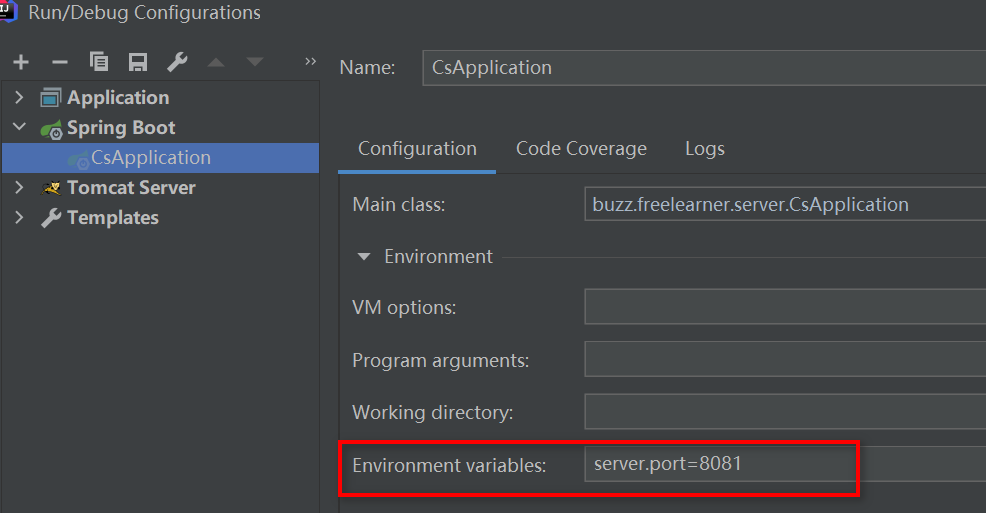 Run/Debug Configurations
Name: CsApplication
Application
Spring Boot
CsApplication
Tomcat Server
Templates
Configuration Code Coverage Logs
Main class: buzz.freelearner.server.CsApplication
Environment
VM options:
Program arguments:
Working directory:
Environment variables: server.port=8081